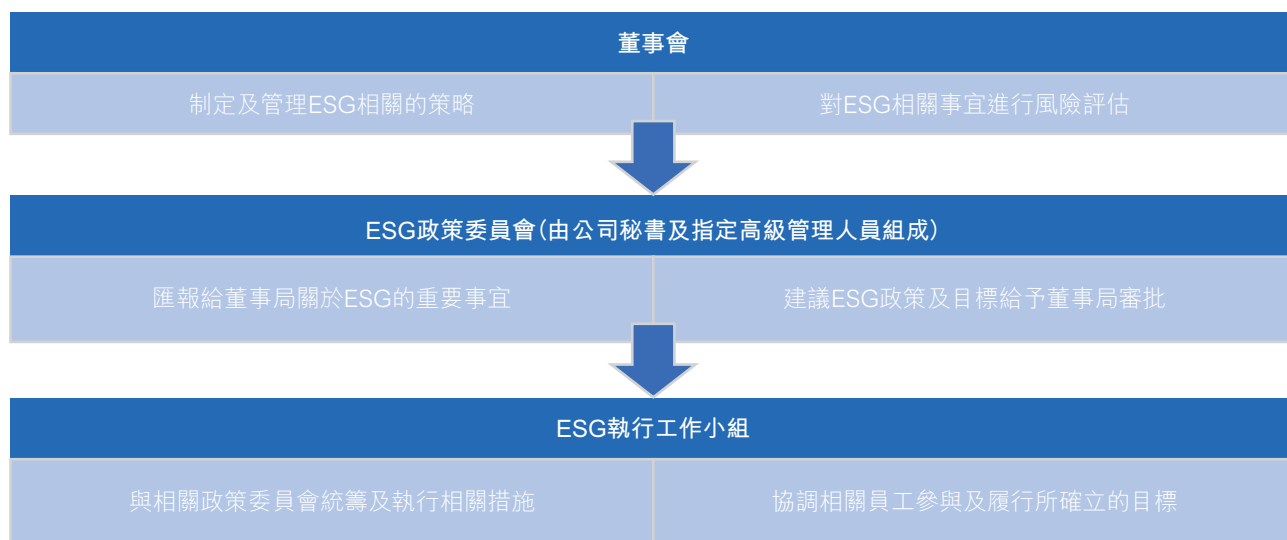 董事會
制定及管理ESG相關的策略
對ESG相關事宜進行風險評估
ESG政策委員會(由公司秘書及指定高級管理人員組成)
匯報給董事局關於ESG的重要事宜
建議ESG政策及目標給予董事局審批
ESG執行工作小組
與相關政策委員會統籌及執行相關措施
協調相關員工參與及履行所確立的目標